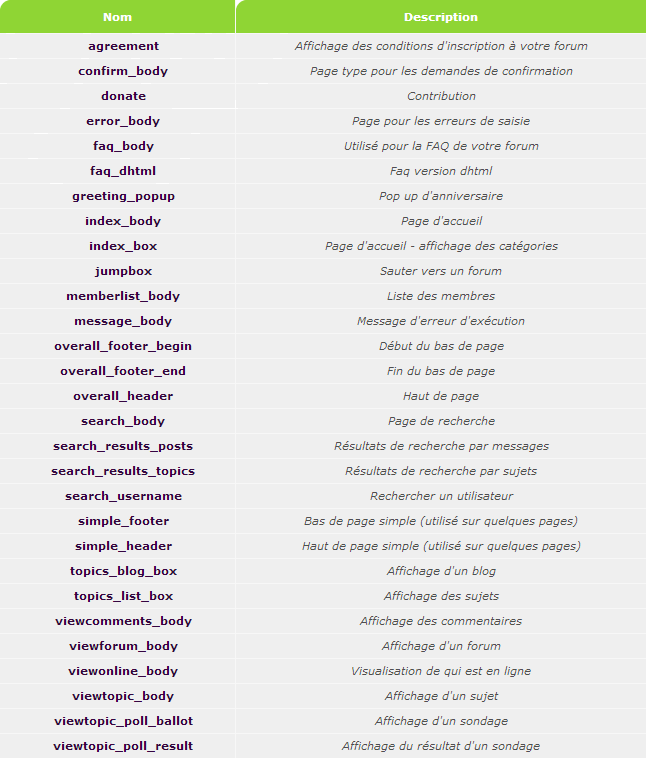 Nom Description
agreement Affichage des conditions d'inscription à votre forum
confirm_body Page type pour les demandes de confirmation
donate Contribution
error_body Page pour les erreurs de saisie
faq_body Utilisé pour la FAQ de votre forum
faq_dhtml Faq version dhtml
greeting_popup Pop up d'anniversaire
index_body Page d'accueil
index_box Page d'accueil - affichage des catégories
jumpbox Sauter vers un forum
memberlist_body Liste des membres
message_body Message d'erreur d'exécution
overall_footer_begin Début du bas de page
overall_footer_end Fin du bas de page
overall_header Haut de page
search_body Page de recherche
search_results_posts Résultats de recherche par messages
search_results_topics Résultats de recherche par sujets
search_username Rechercher un utilisateur
simple_footer Bas de page simple (utilisé sur quelques pages)
simple_header Haut de page simple (utilisé sur quelques pages)
topics_blog_box Affichage d'un blog
topics_list_box Affichage des sujets
viewcomments_body Affichage des commentaires
viewforum_body Affichage d'un forum
viewonline_body Visualisation de qui est en ligne
viewtopic_body Affichage d'un sujet
viewtopic_poll_ballot Affichage d'un sondage
viewtopic_poll_result Affichage du résultat d'un sondage